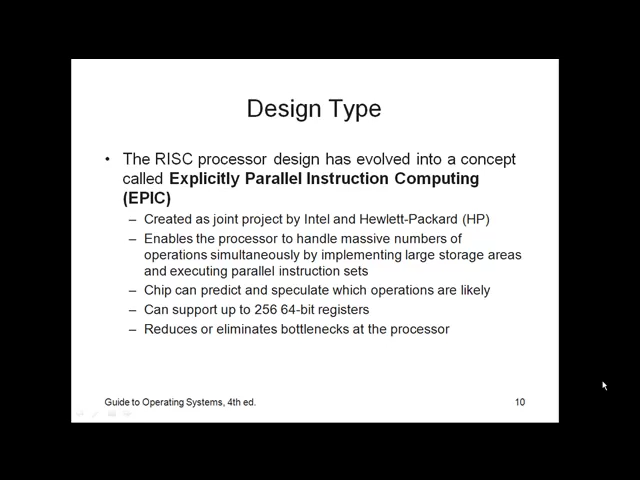 Design Type
• The RISC processor design has evolved into a concept
called Explicitly Parallel Instruction Computing
(EPIC)
– Created as joint project by Intel and Hewlett-Packard (HP)
– Enables the processor to handle massive numbers of
operations simultaneously by implementing large storage areas
and executing parallel instruction sets
– Chip can predict and speculate which operations are likely
– Can support up to 256 64-bit registers
– Reduces or eliminates bottlenecks at the processor
Guide to Operating Systems, 4th ed.
10